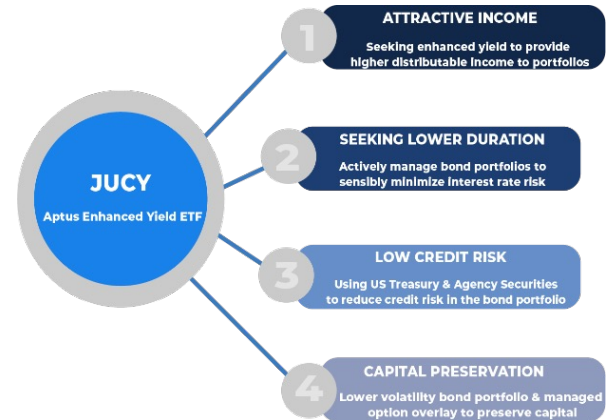 JUCY
Aptus Enhanced Yield ETF
1
ATTRACTIVE INCOME
Seeking enhanced yield to provide
higher distributable income to portfolios
2
SEEKING LOWER DURATION
Actively manage bond portfolios to
sensibly minimize interest rate risk
3
LOW CREDIT RISK
Using US Treasury & Agency Securities
to reduce credit risk in the bond portfolio
4
CAPITAL PRESERVATION
Lower volatility bond portfolio & managed
option overlay to preserve capital